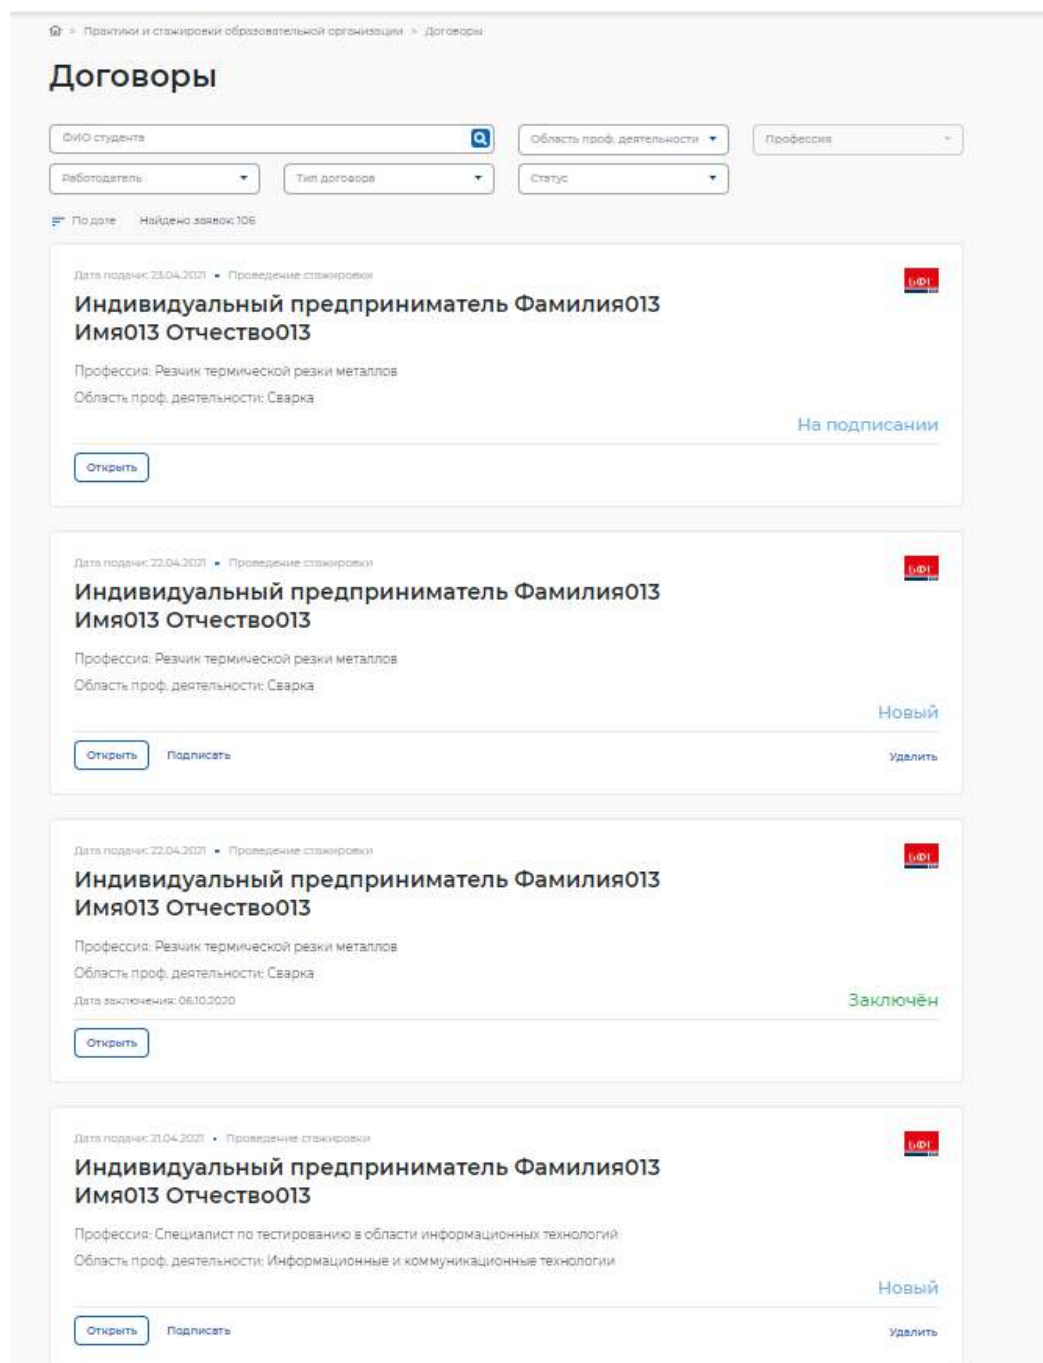 > Практики и стажировки образовательной организации > Договоры
Договоры
ФИО студента
Область проф. деятельности
Профессия
Работодатель
Тип договора
Статус
По дате Найдено заявок: 106
Дата подачи: 23.04.2021 • Проведение стажировки
БФГ
Индивидуальный предприниматель Фамилия013
Имя013 Отчество013
Профессия: Резчик термической резки металлов
Область проф. деятельности: Сварка
На подписании
Открыть
Дата подачи: 22.04.2021 • Проведение стажировки
БФГ
Индивидуальный предприниматель Фамилия013
Имя013 Отчество013
Профессия: Резчик термической резки металлов
Область проф. деятельности: Сварка
Новый
Открыть Подписать Удалить
Дата подачи: 22.04.2021 • Проведение стажировки
БФГ
Индивидуальный предприниматель Фамилия013
Имя013 Отчество013
Профессия: Резчик термической резки металлов
Область проф. деятельности: Сварка
Дата заключения: 06.10.2020 Заключён
Открыть
Дата подачи: 21.04.2021 • Проведение стажировки
БФГ
Индивидуальный предприниматель Фамилия013
Имя013 Отчество013
Профессия: Специалист по тестированию в области информационных технологий
Область проф. деятельности: Информационные и коммуникационные технологии
Новый
Открыть Подписать Удалить